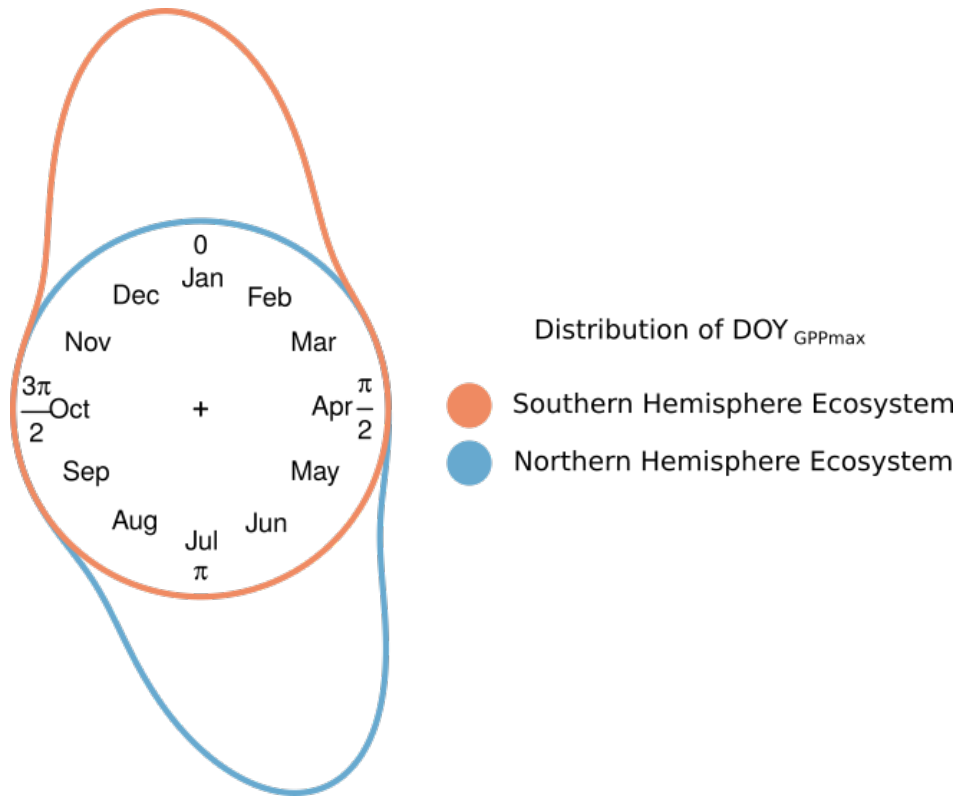 0
Jan
Dec
Feb
Nov
Mar
3π
2
Oct
+
Apr
π
2
Sep
May
Aug
Jun
Jul
π
Distribution of DOY GPPmax
Southern Hemisphere Ecosystem
Northern Hemisphere Ecosystem